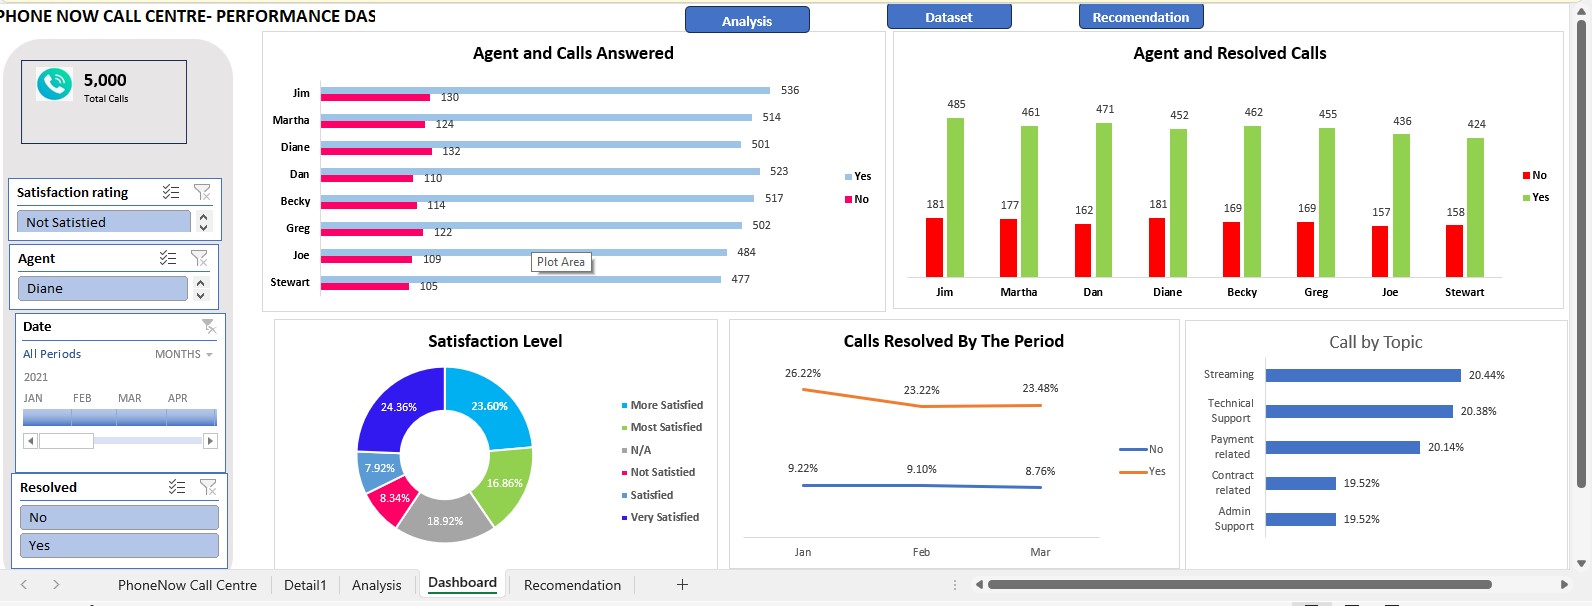 PHONE NOW CALL CENTRE- PERFORMANCE DAS
Analysis
Dataset
Recomendation
5,000
Total Calls
Satisfaction rating
Not Satistied
Agent
Diane
Date
All Periods
MONTHS
2021
JAN FEB MAR APR
Resolved
No
Yes
Agent and Calls Answered
Jim 536
130
Martha 514
124
Diane 501
132
Dan 523
110
Becky 517
114
Greg 502
122
Joe 484
109
Stewart 477
105
Plot Area
Yes
No
Agent and Resolved Calls
485 461 471 452 462 455 436 424
181 177 162 181 169 169 157 158
Jim Martha Dan Diane Becky Greg Joe Stewart
No
Yes
Satisfaction Level
24.36% 23.60%
7.92% 16.86%
8.34%
18.92%
More Satisfied
Most Satisfied
N/A
Not Satistied
Satisfied
Very Satisfied
Calls Resolved By The Period
26.22% 23.22% 23.48%
9.22% 9.10% 8.76%
Jan Feb Mar
No
Yes
Call by Topic
Streaming 20.44%
Technical
Support 20.38%
Payment
related 20.14%
Contract
related 19.52%
Admin
Support 19.52%
PhoneNow Call Centre Detail1 Analysis Dashboard Recomendation